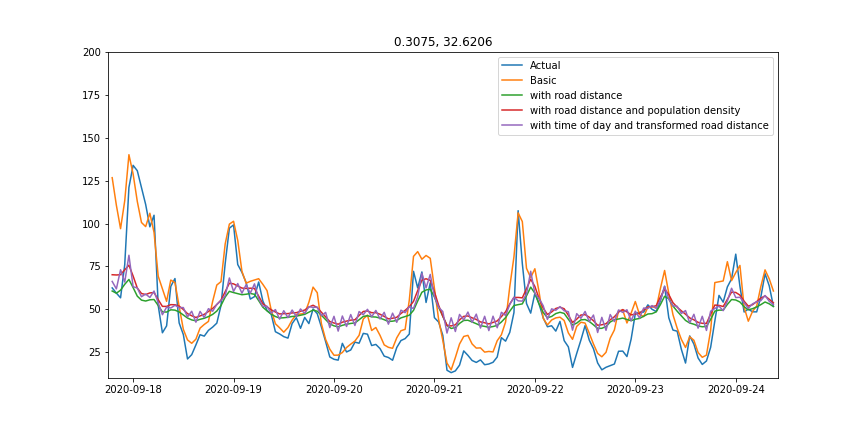 0.3075, 32.6206
200
175
150
125
100
75
50
25
Actual
Basic
with road distance
with road distance and population density
with time of day and transformed road distance
2020-09-18 2020-09-19 2020-09-20 2020-09-21 2020-09-22 2020-09-23 2020-09-24